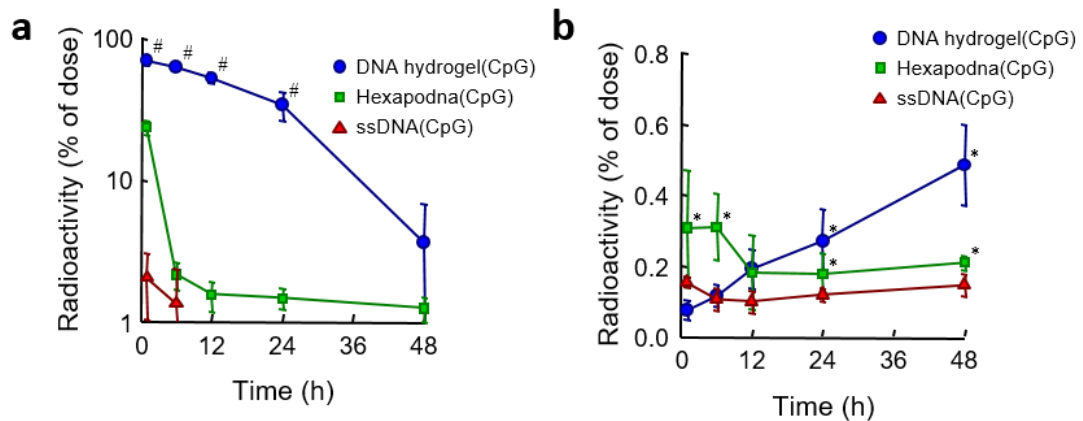 a
100
10
1
0
12
24
36
48
Radioactivity (% of dose)
Time (h)
#
#
#
#
DNA hydrogel(CpG)
Hexapodna(CpG)
ssDNA(CpG)
b
0.8
0.6
0.4
0.2
0.0
0
12
24
36
48
Radioactivity (% of dose)
Time (h)
DNA hydrogel(CpG)
Hexapodna(CpG)
ssDNA(CpG)
*
*
*
*
*
*